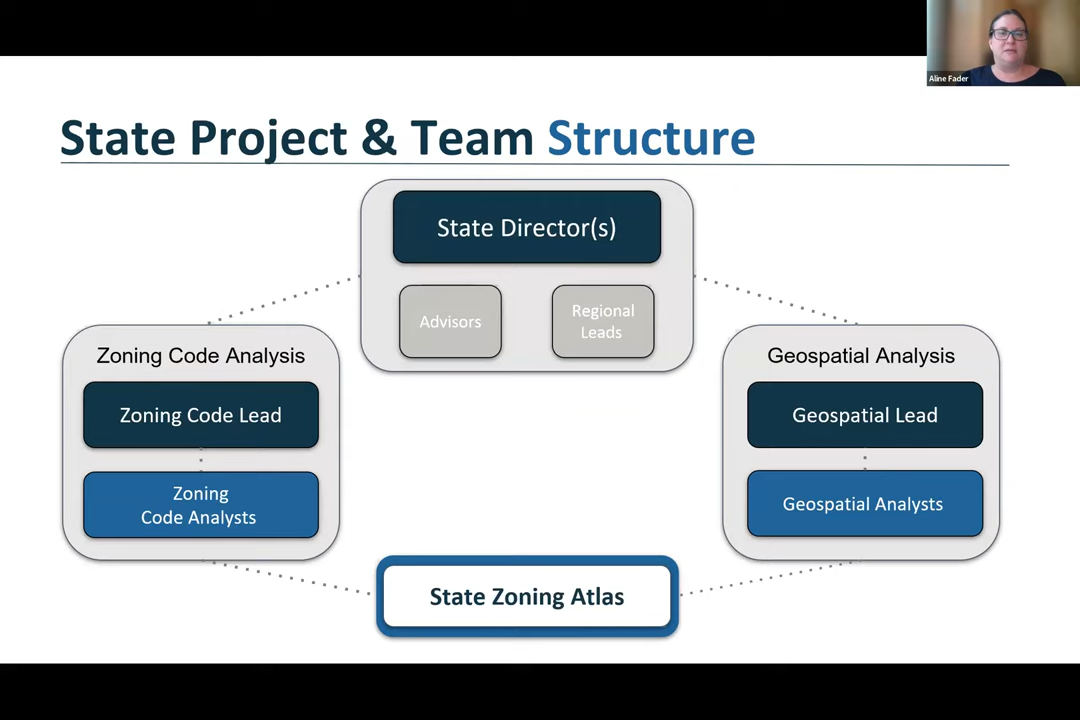 Aline Fader
State Project & Team Structure
State Director(s)
Advisors
Regional
Leads
Zoning Code Analysis
Zoning Code Lead
Zoning
Code Analysts
Geospatial Analysis
Geospatial Lead
Geospatial Analysts
State Zoning Atlas